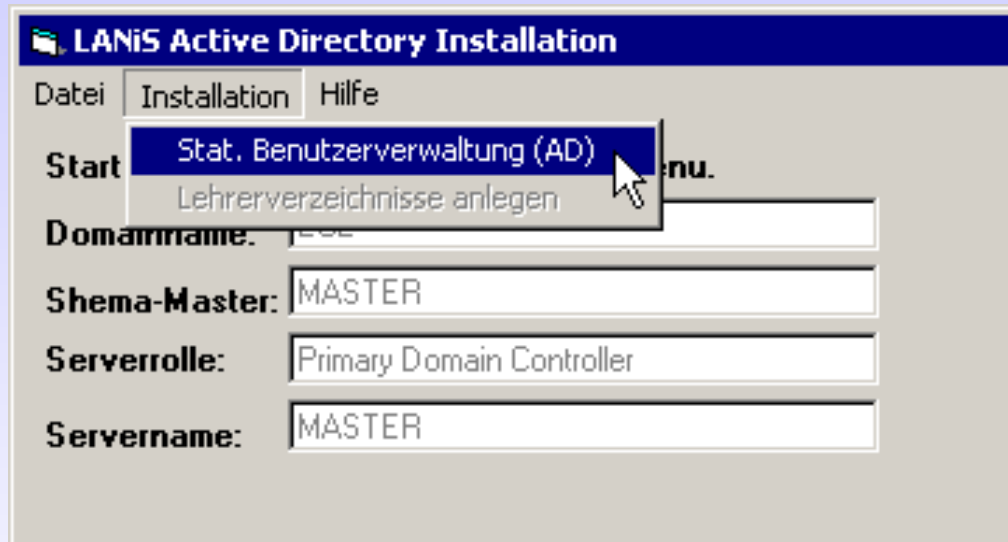 LANiS Active Directory Installation
Datei Installation Hilfe
Stat. Benutzerverwaltung (AD)
Start enu.
Lehrerverzeichnisse anlegen
Domainname:
Shema-Master: MASTER
Serverrolle: Primary Domain Controller
Servername: MASTER